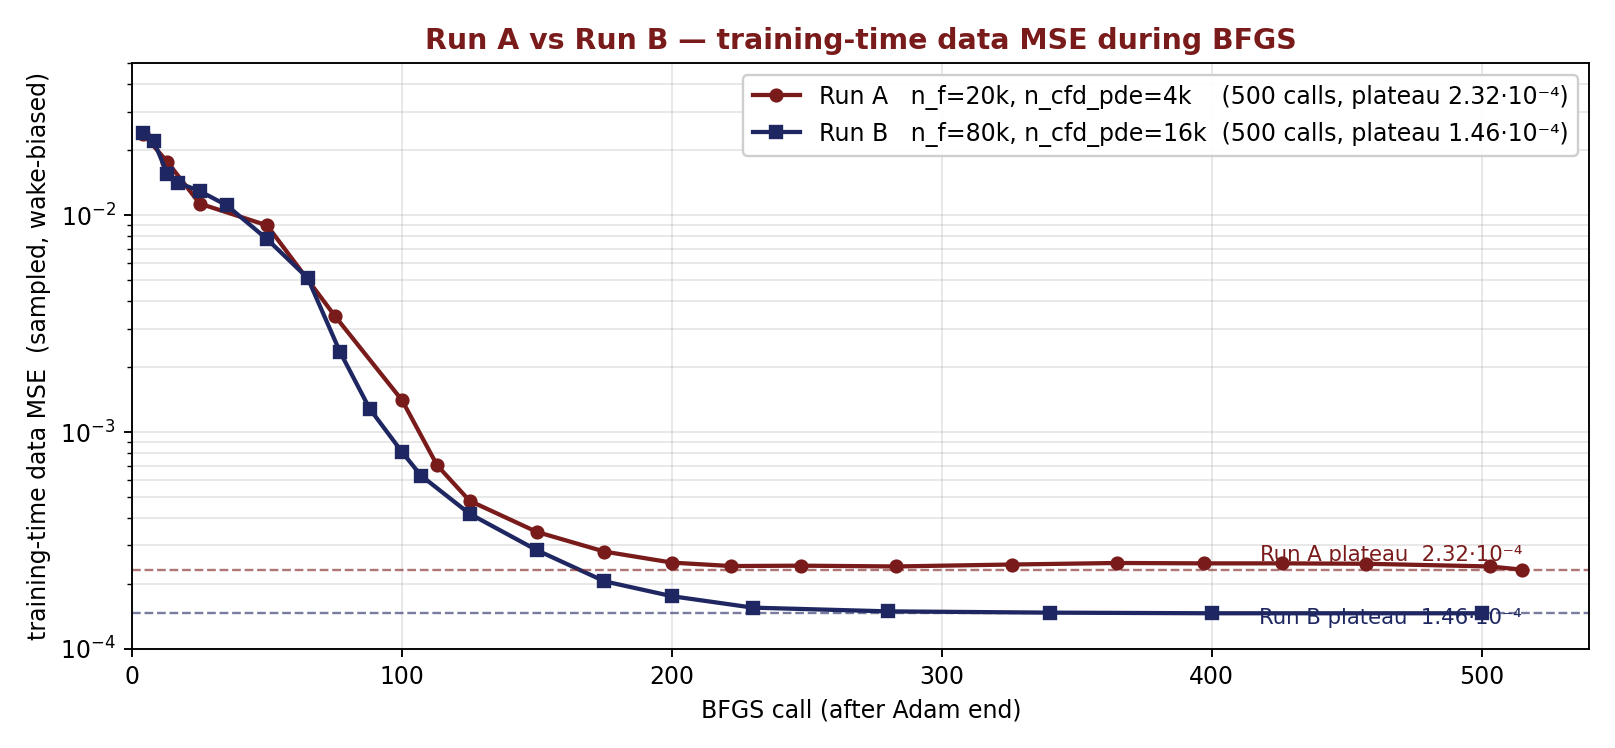 Run A vs Run B — training-time data MSE during BFGS
Run A   n_f=20k, n_cfd_pde=4k    (500 calls, plateau 2.32·10⁻⁴)
Run B   n_f=80k, n_cfd_pde=16k  (500 calls, plateau 1.46·10⁻⁴)
training-time data MSE  (sampled, wake-biased)
10⁻²
10⁻³
10⁻⁴
Run A plateau  2.32·10⁻⁴
Run B plateau  1.46·10⁻⁴
0 100 200 300 400 500
BFGS call (after Adam end)